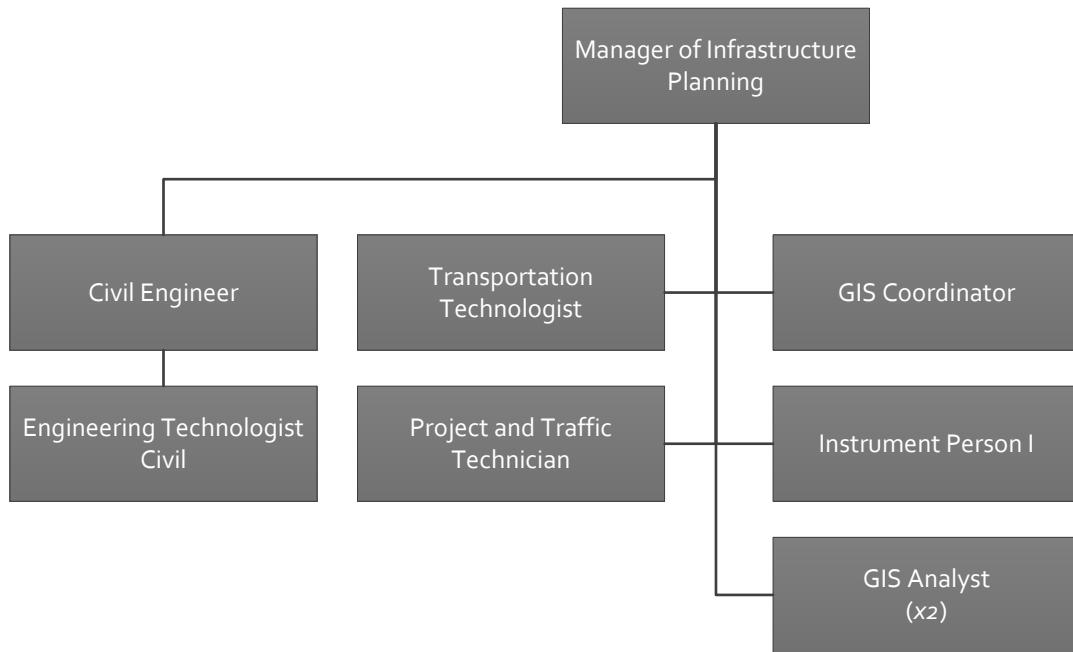 Manager of Infrastructure
Planning
Civil Engineer
Transportation
Technologist
GIS Coordinator
Engineering Technologist
Civil
Project and Traffic
Technician
Instrument Person I
GIS Analyst
(x2)